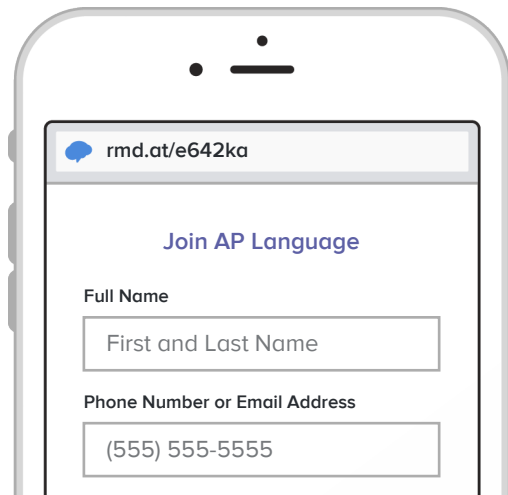 rmd.at/e642ka
Join AP Language
Full Name
First and Last Name
Phone Number or Email Address
(555) 555-5555